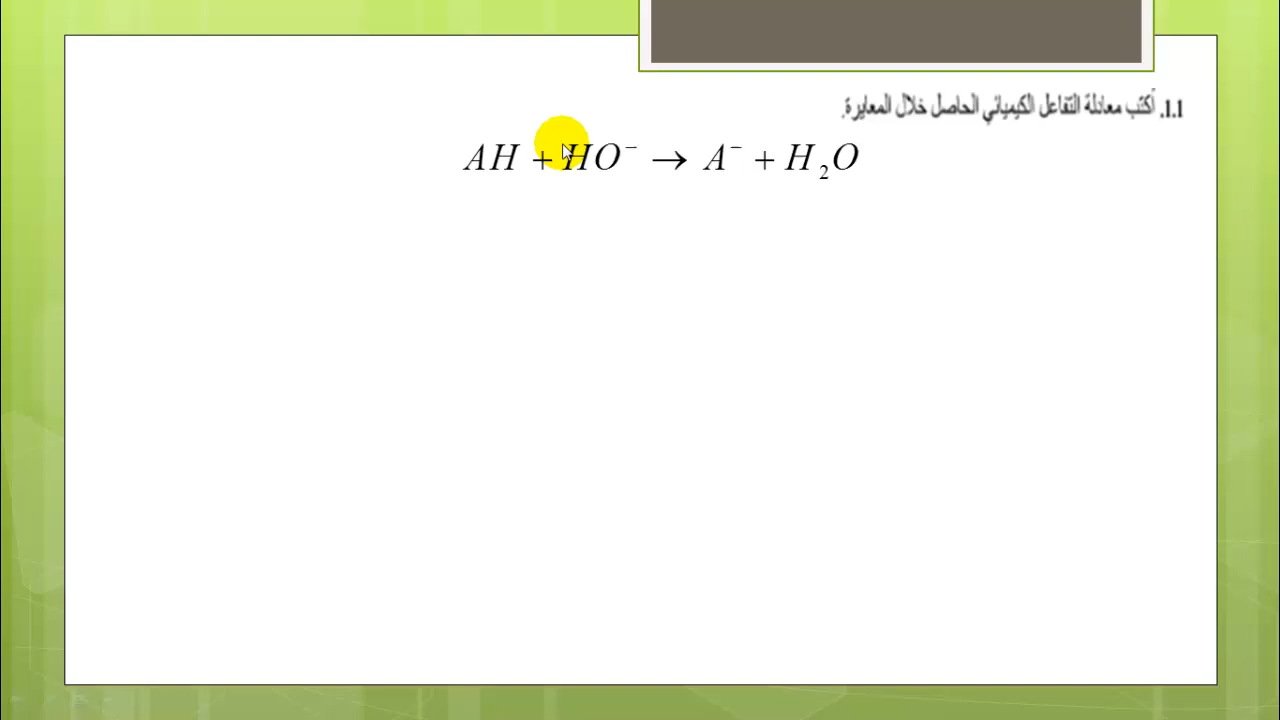 1.1. أكتب معادلة التفاعل الكيميائي الحاصل خلال المعايرة.
AH + HO⁻ → A⁻ + H₂O